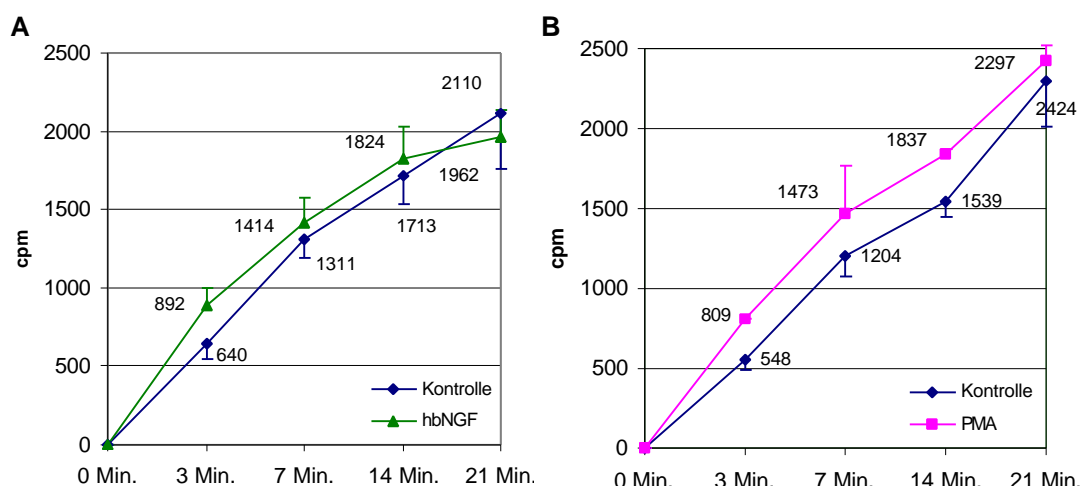 A
2500
2000
1500
1000
500
0
cpm
2110
1824
1962
1414
1713
1311
892
640
Kontrolle
hbNGF
0 Min.
3 Min.
7 Min.
14 Min.
21 Min.
B
2500
2000
1500
1000
500
0
cpm
2297
2424
1837
1473
1539
1204
809
548
Kontrolle
PMA
0 Min.
3 Min.
7 Min.
14 Min.
21 Min.